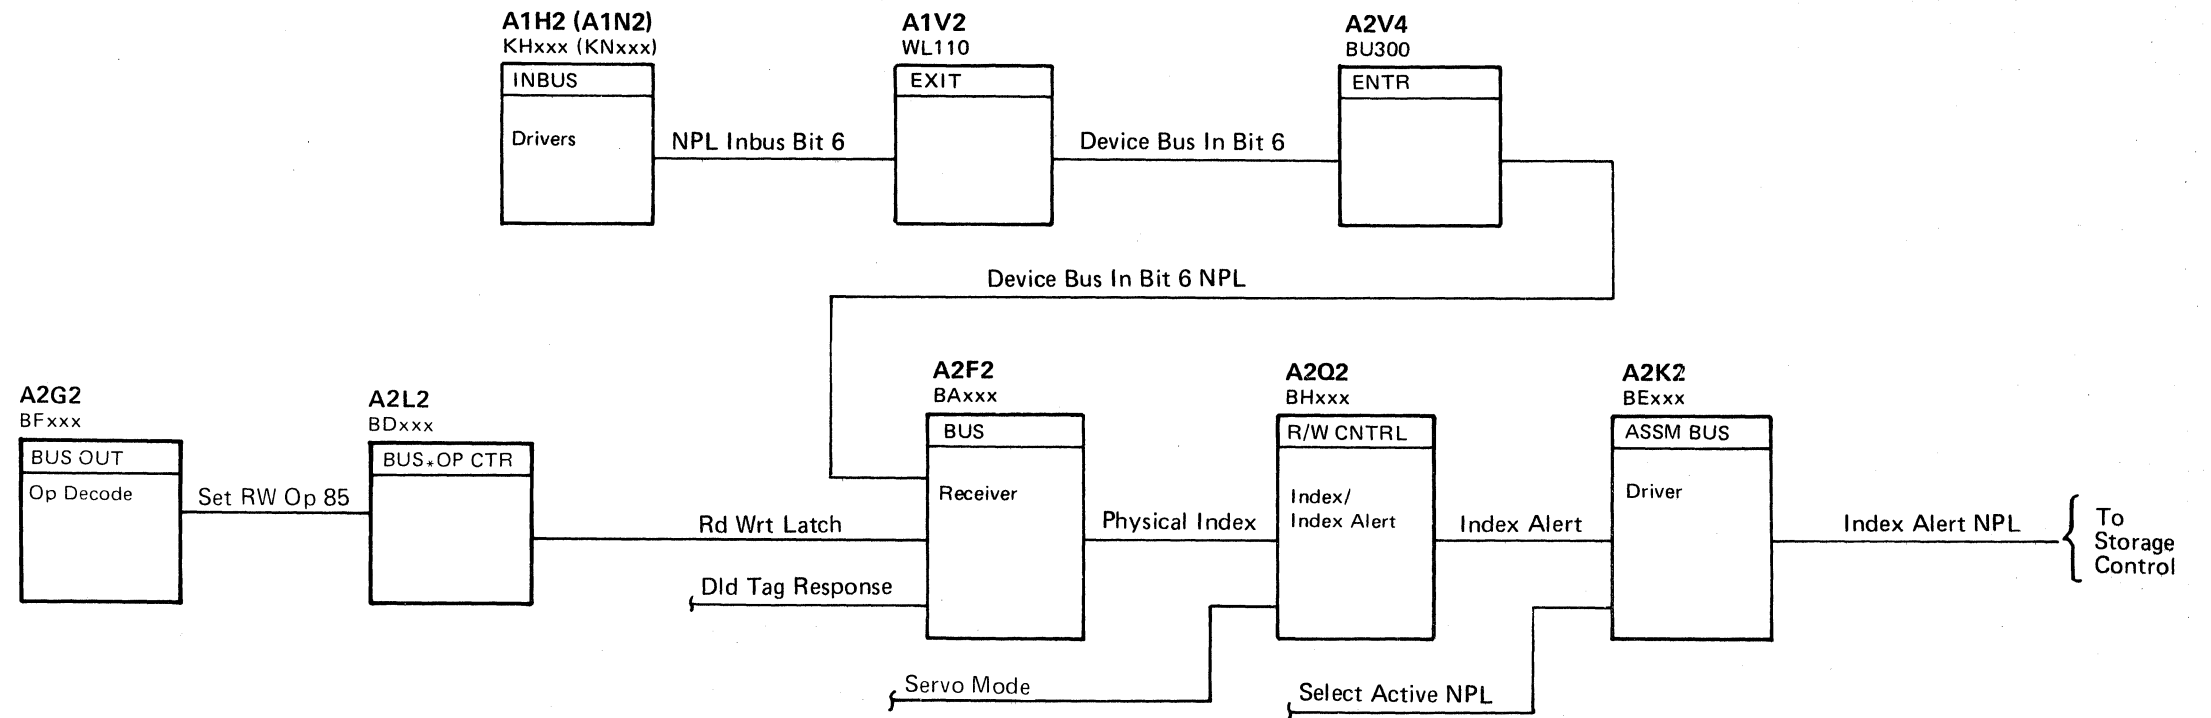 A1H2 (A1N2)
KHxxx (KNxxx)
INBUS
Drivers
NPL Inbus Bit 6
A1V2
WL110
EXIT
Device Bus In Bit 6
A2V4
BU300
ENTR
Device Bus In Bit 6 NPL
A2G2
BFxxx
BUS OUT
Op Decode
Set RW Op 85
A2L2
BDxxx
BUS*OP CTR
Rd Wrt Latch
Dld Tag Response
A2F2
BAxxx
BUS
Receiver
Physical Index
Servo Mode
A2Q2
BHxxx
R/W CNTRL
Index/
Index Alert
Index Alert
Select Active NPL
A2K2
BExxx
ASSM BUS
Driver
Index Alert NPL
To
Storage
Control